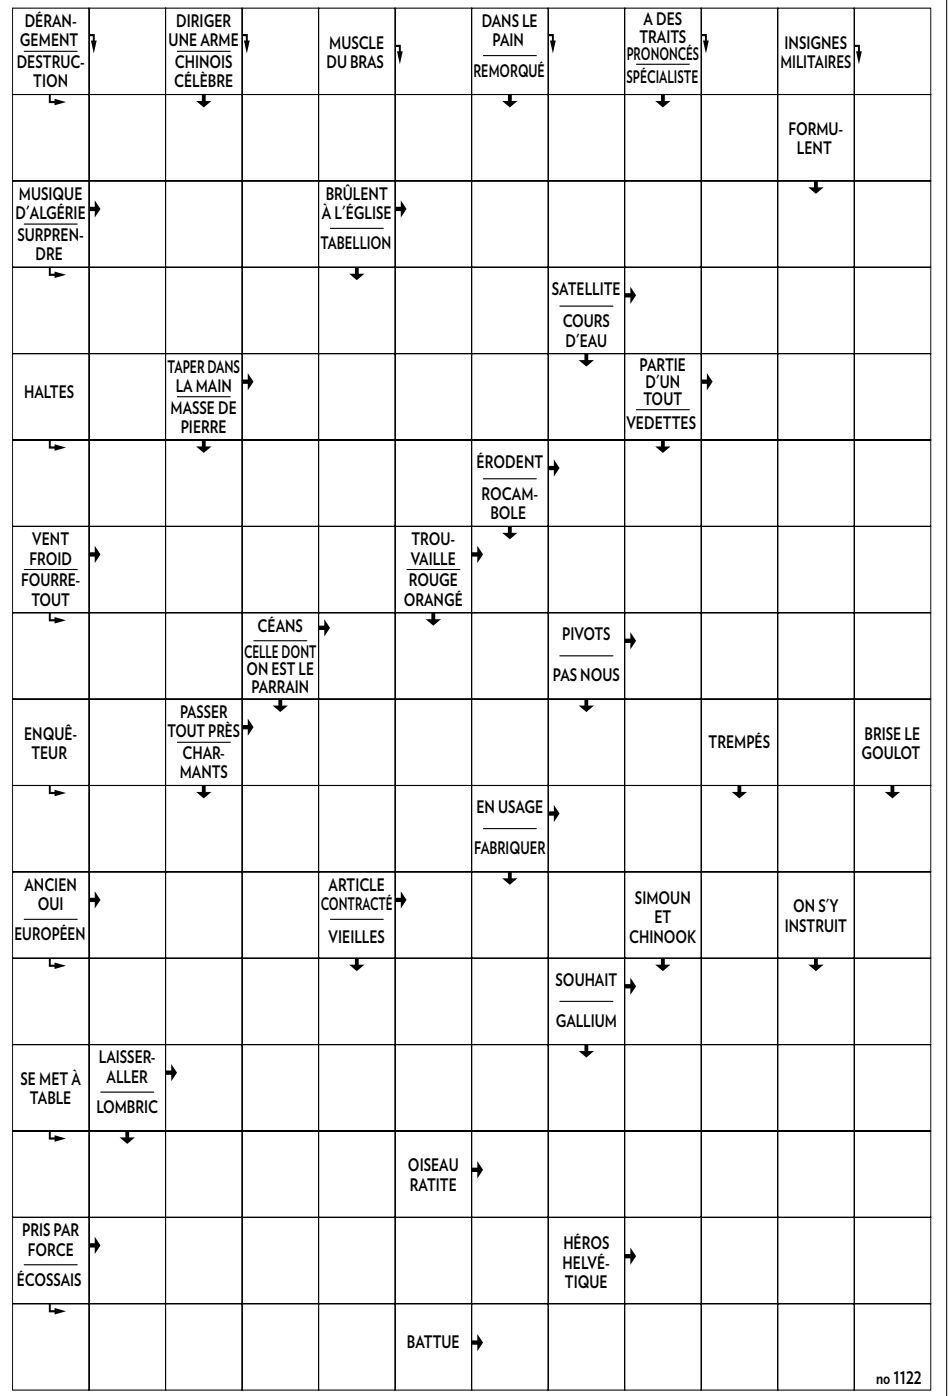 DÉRAN-
GEMENT
DESTRUC-
TION
DIRIGER
UNE ARME
CHINOIS
CÉLÈBRE
MUSCLE
DU BRAS
DANS LE
PAIN
REMORQUÉ
A DES
TRAITS
PRONONCÉS
SPÉCIALISTE
INSIGNES
MILITAIRES
FORMU-
LENT
MUSIQUE
D'ALGÉRIE
SURPREN-
DRE
BRÛLENT
À L'ÉGLISE
TABELLION
SATELLITE
COURS
D'EAU
HALTES
TAPER DANS
LA MAIN
MASSE DE
PIERRE
PARTIE
D'UN
TOUT
VEDETTES
ÉRODENT
ROCAM-
BOLE
VENT
FROID
FOURRE-
TOUT
TROU-
VAILLE
ROUGE
ORANGÉ
CÉANS
CELLE DONT
ON EST LE
PARRAIN
PIVOTS
PAS NOUS
ENQUÊ-
TEUR
PASSER
TOUT PRÈS
CHAR-
MANTS
TREMPÉS
BRISE LE
GOULOT
EN USAGE
FABRIQUER
ANCIEN
OUI
EUROPÉEN
ARTICLE
CONTRACTÉ
VIEILLES
SIMOUN
ET
CHINOOK
ON S'Y
INSTRUIT
SOUHAIT
GALLIUM
SE MET À
TABLE
LAISSER-
ALLER
LOMBRIC
OISEAU
RATITE
PRIS PAR
FORCE
ÉCOSSAIS
HÉROS
HELVÉ-
TIQUE
BATTUE
no 1122